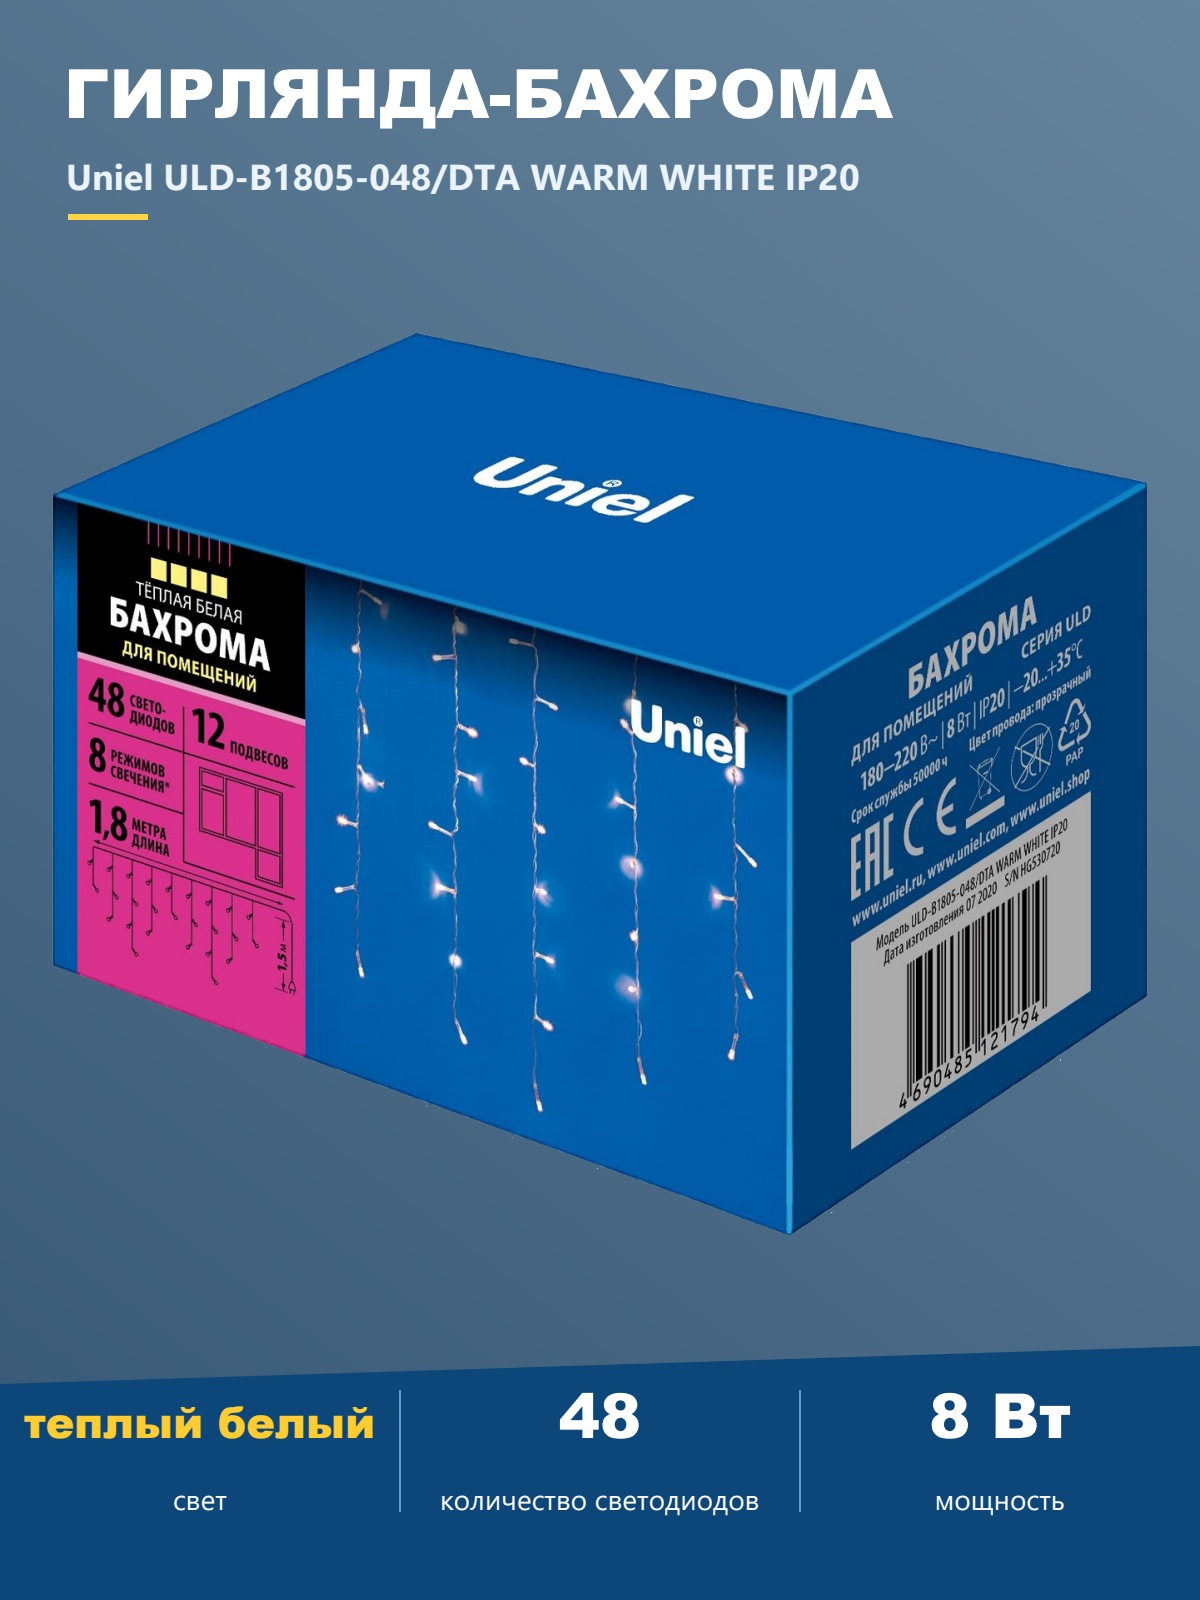 ГИРЛЯНДА-БАХРОМА
Uniel ULD-B1805-048/DTA WARM WHITE IP20
Uniel
ТЁПЛАЯ БЕЛАЯ
БАХРОМА
ДЛЯ ПОМЕЩЕНИЙ
48 СВЕТО-
ДИОДОВ
12 ПОДВЕСОВ
8 РЕЖИМОВ
СВЕЧЕНИЯ*
1,8 МЕТРА
ДЛИНА
1,5 м
Uniel
БАХРОМА
СЕРИЯ ULD
ДЛЯ ПОМЕЩЕНИЙ
180–220 В~ | 8 Вт | IP20 | –20...+35°C
Срок службы 50000 ч
Цвет провода: прозрачный
EAC CE
20
PAP
www.uniel.ru, www.uniel.com, www.uniel.shop
Модель ULD-B1805-048/DTA WARM WHITE IP20
Дата изготовления 07 2020 S/N HG530720
4 690485 121794
теплый белый
свет
48
количество светодиодов
8 Вт
мощность